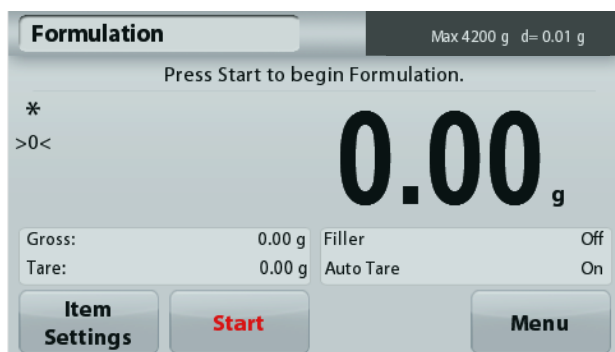 Formulation
Max 4200 g d= 0.01 g
Press Start to begin Formulation.
*
>0<
0.00 g
Gross: 0.00 g
Tare: 0.00 g
Filler Off
Auto Tare On
Item
Settings
Start
Menu